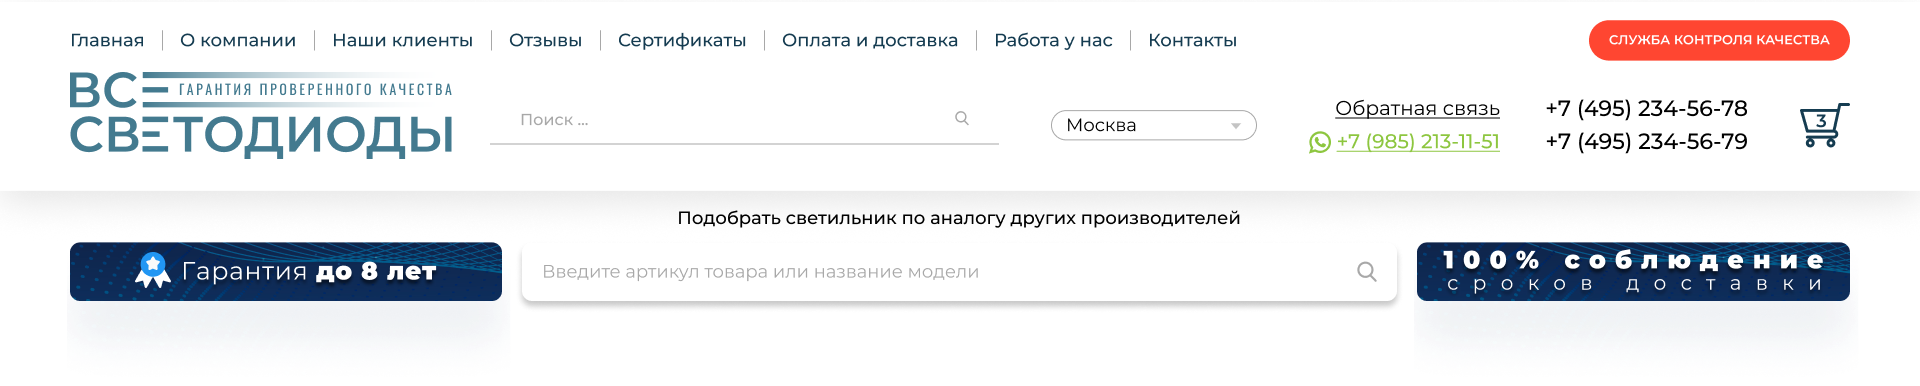 Главная
О компании
Наши клиенты
Отзывы
Сертификаты
Оплата и доставка
Работа у нас
Контакты
СЛУЖБА КОНТРОЛЯ КАЧЕСТВА
ВСЕ
ГАРАНТИЯ ПРОВЕРЕННОГО КАЧЕСТВА
СВЕТОДИОДЫ
Поиск ...
Москва
Обратная связь
+7 (985) 213-11-51
+7 (495) 234-56-78
+7 (495) 234-56-79
3
Подобрать светильник по аналогу других производителей
Гарантия до 8 лет
Введите артикул товара или название модели
100% соблюдение
сроков доставки